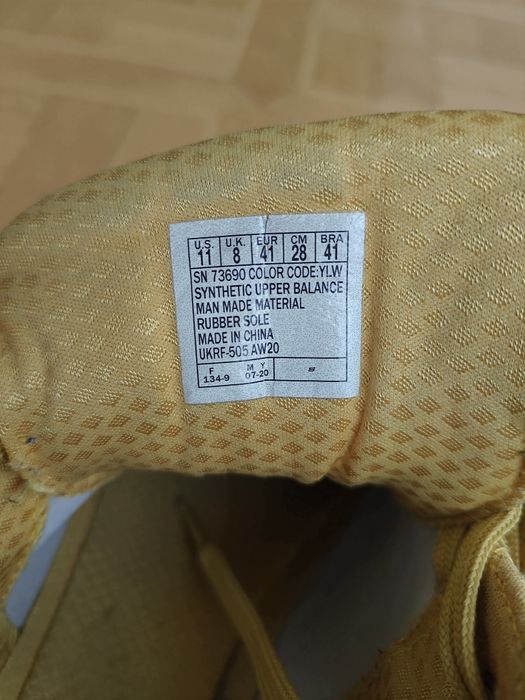 U.S. U.K. EUR CM BRA
11 8 41 28 41
SN 73690 COLOR CODE:YLW
SYNTHETIC UPPER BALANCE
MAN MADE MATERIAL
RUBBER SOLE
MADE IN CHINA
UKRF-505 AW20
F M Y
134-9 07-20